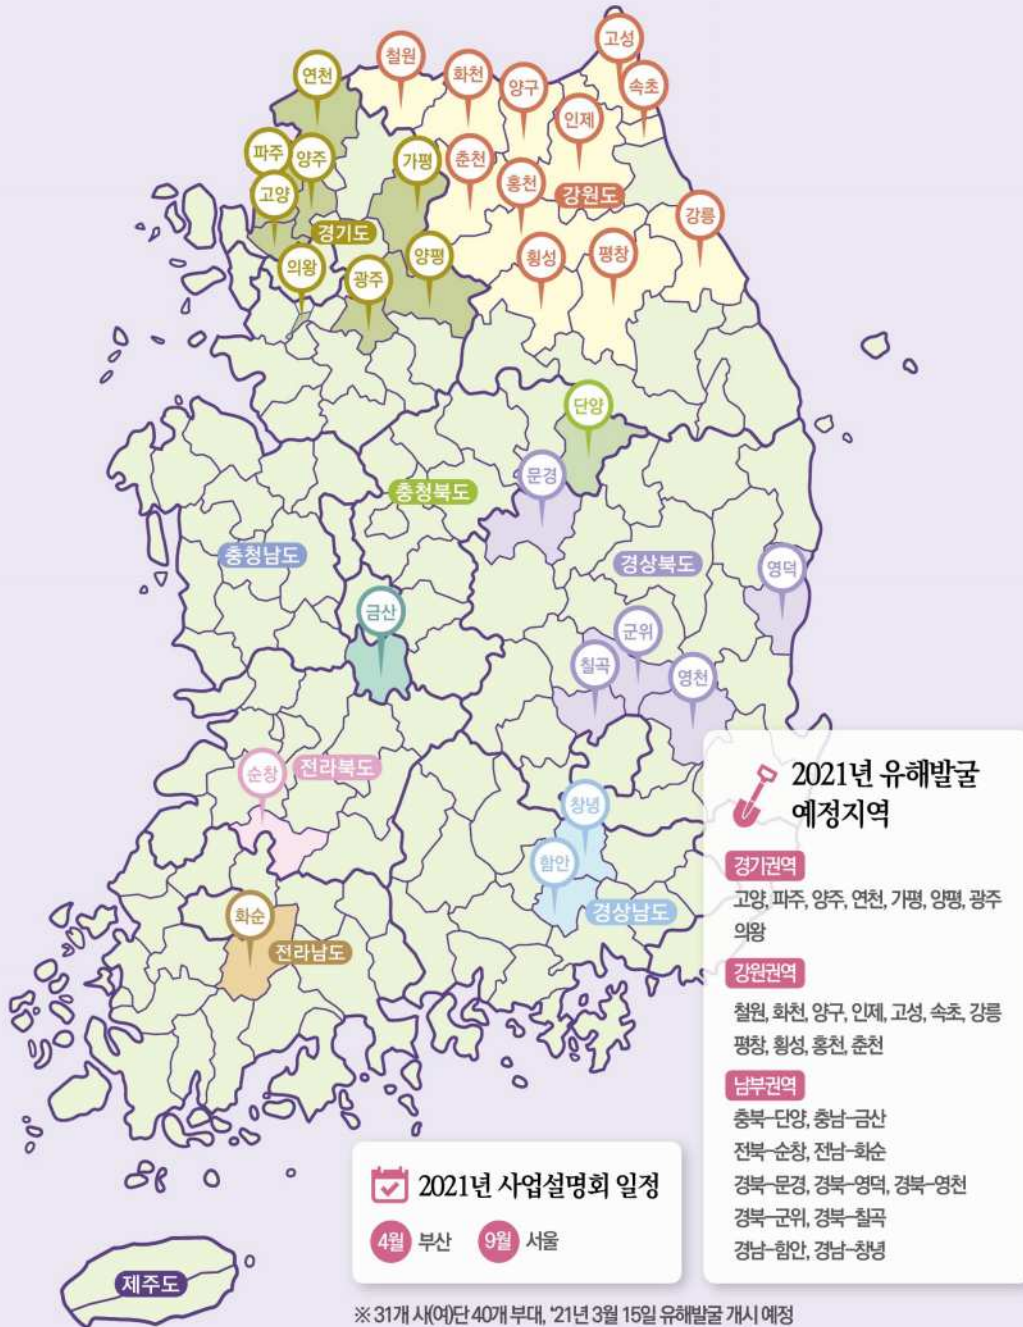 고성
철원
화천
연천
양구
속초
인제
파주
양주
가평
춘천
홍천
강원도
고양
강릉
경기도
의왕
광주
양평
횡성
평창
단양
문경
충청북도
충청남도
경상북도
영덕
금산
군위
칠곡
영천
순창
전라북도
창녕
함안
경상남도
화순
전라남도
제주도
2021년 유해발굴
예정지역
경기권역
고양, 파주, 양주, 연천, 가평, 양평, 광주
의왕
강원권역
철원, 화천, 양구, 인제, 고성, 속초, 강릉
평창, 횡성, 홍천, 춘천
남부권역
충북-단양, 충남-금산
전북-순창, 전남-화순
경북-문경, 경북-영덕, 경북-영천
경북-군위, 경북-칠곡
경남-함안, 경남-창녕
2021년 사업설명회 일정
4월 부산 9월 서울
※ 31개 사(여)단 40개 부대, '21년 3월 15일 유해발굴 개시 예정